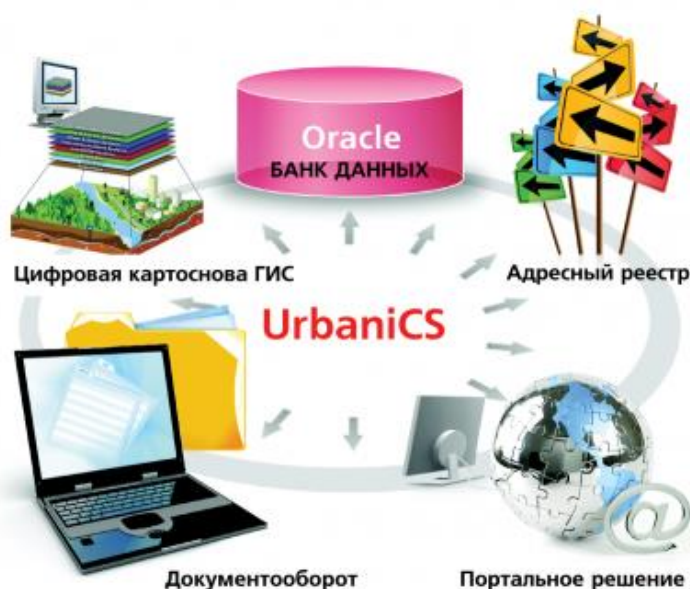 Oracle
БАНК ДАННЫХ
Цифровая картоснова ГИС
Адресный реестр
UrbaniCS
Документооборот
Портальное решение
@